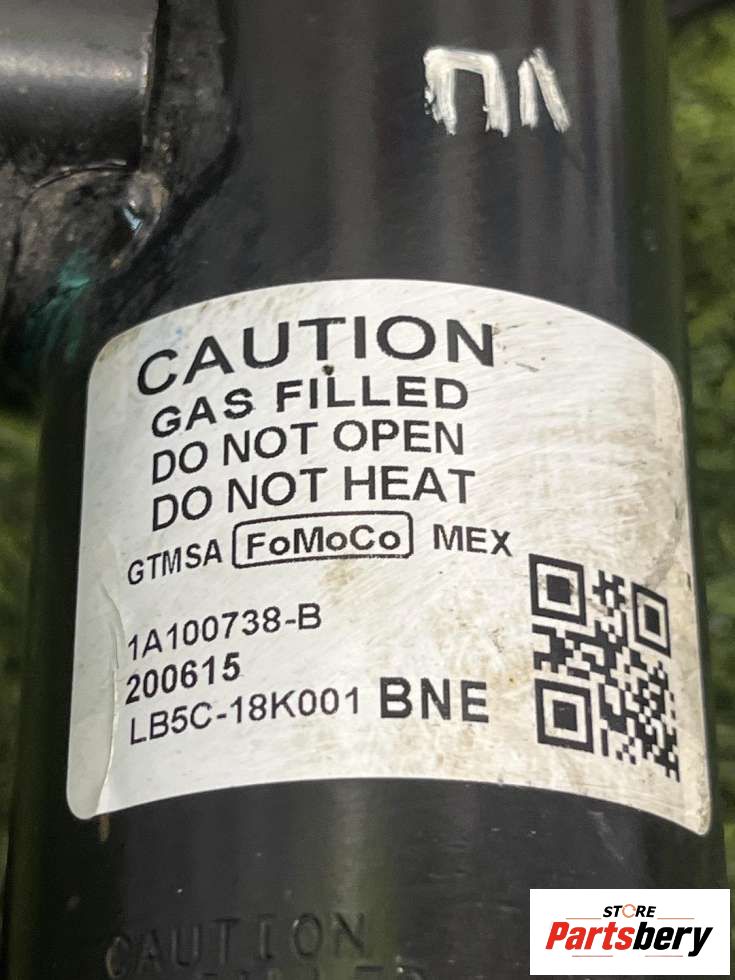 ПЛ
CAUTION
GAS FILLED
DO NOT OPEN
DO NOT HEAT
GTMSA FoMoCo MEX
1A100738-B
200615
LB5C-18K001 BNE
CAUTION
STORE
Partsbery